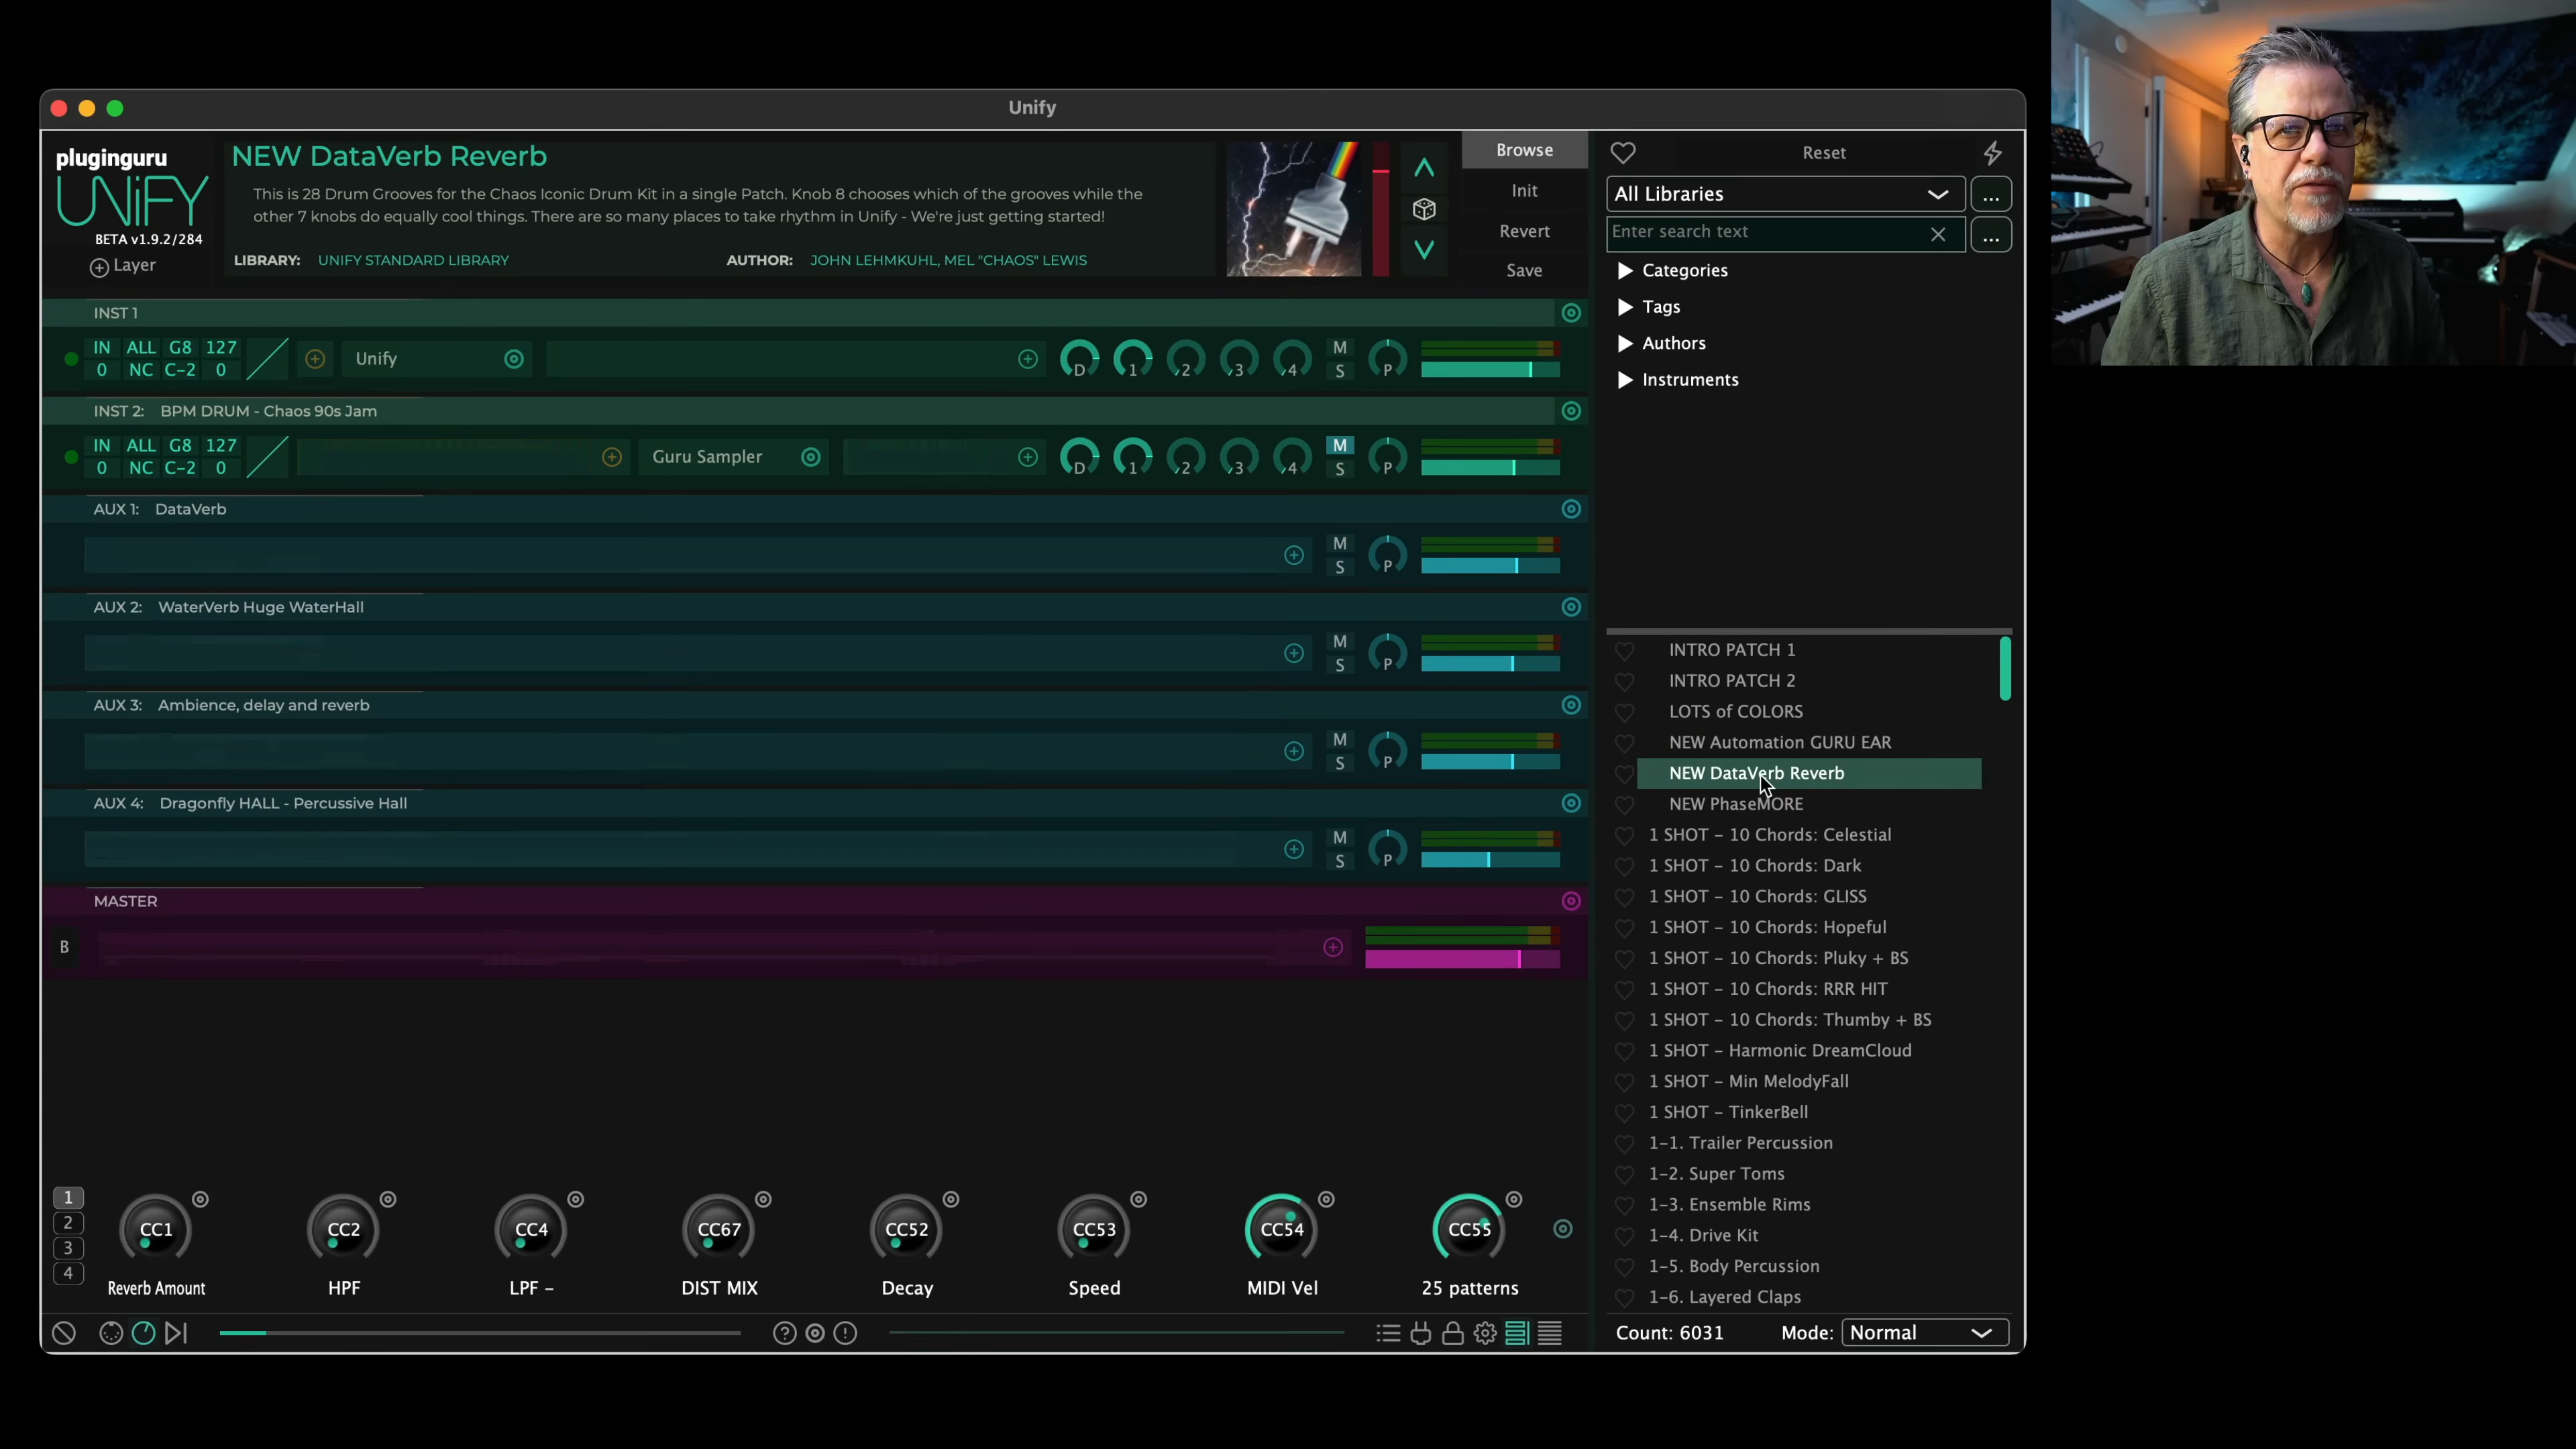 Unify
pluginguru
UNiFY
BETA v1.9.2/284
Layer
NEW DataVerb Reverb
This is 28 Drum Grooves for the Chaos Iconic Drum Kit in a single Patch. Knob 8 chooses which of the grooves while the
other 7 knobs do equally cool things. There are so many places to take rhythm in Unify - We're just getting started!
LIBRARY: UNIFY STANDARD LIBRARY AUTHOR: JOHN LEHMKUHL, MEL "CHAOS" LEWIS
Browse
Init
Revert
Save
INST 1
IN ALL G8 127
0 NC C-2 0
Unify
D 1 2 3 4 M S P
INST 2: BPM DRUM - Chaos 90s Jam
IN ALL G8 127
0 NC C-2 0
Guru Sampler
D 1 2 3 4 M S P
AUX 1: DataVerb
M S P
AUX 2: WaterVerb Huge WaterHall
M S P
AUX 3: Ambience, delay and reverb
M S P
AUX 4: Dragonfly HALL - Percussive Hall
M S P
MASTER
B
1
2
3
4
CC1 CC2 CC4 CC67 CC52 CC53 CC54 CC55
Reverb Amount HPF LPF - DIST MIX Decay Speed MIDI Vel 25 patterns
Reset
All Libraries ...
Enter search text ...
Categories
Tags
Authors
Instruments
INTRO PATCH 1
INTRO PATCH 2
LOTS of COLORS
NEW Automation GURU EAR
NEW DataVerb Reverb
NEW PhaseMORE
1 SHOT - 10 Chords: Celestial
1 SHOT - 10 Chords: Dark
1 SHOT - 10 Chords: GLISS
1 SHOT - 10 Chords: Hopeful
1 SHOT - 10 Chords: Pluky + BS
1 SHOT - 10 Chords: RRR HIT
1 SHOT - 10 Chords: Thumby + BS
1 SHOT - Harmonic DreamCloud
1 SHOT - Min MelodyFall
1 SHOT - TinkerBell
1-1. Trailer Percussion
1-2. Super Toms
1-3. Ensemble Rims
1-4. Drive Kit
1-5. Body Percussion
1-6. Layered Claps
Count: 6031 Mode: Normal